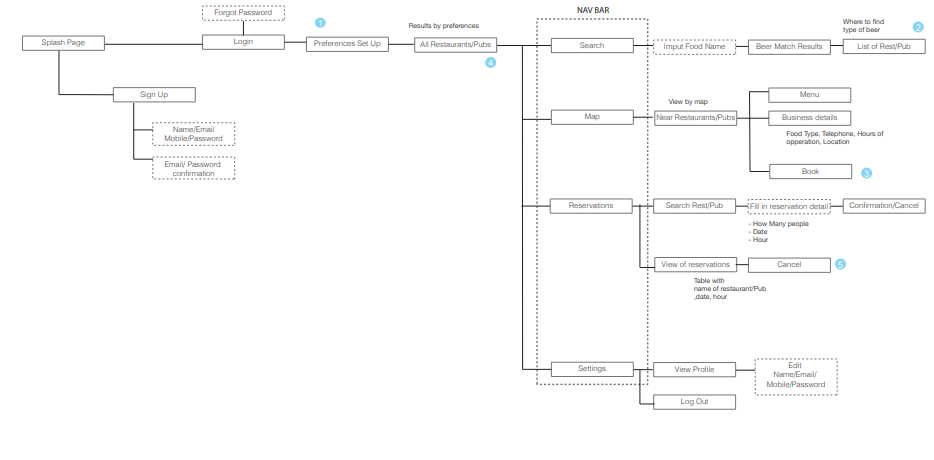 NAV BAR
Forgot Password
1
Results by preferences
Where to find
type of beer
2
Splash Page
Login
Preferences Set Up
All Restaurants/Pubs
Search
Imput Food Name
Beer Match Results
List of Rest/Pub
4
Sign Up
View by map
Menu
Map
Near Restaurants/Pubs
Business details
Name/Email
Mobile/Password
Food Type, Telephone, Hours of
opperation, Location
Email/ Password
confirmation
Book
3
Reservations
Search Rest/Pub
Fill in reservation detail
Confirmation/Cancel
- How Many people
- Date
- Hour
View of reservations
Cancel
5
Table with
name of restaurant/Pub
,date, hour
Settings
View Profile
Edit
Name/Email/
Mobile/Password
Log Out